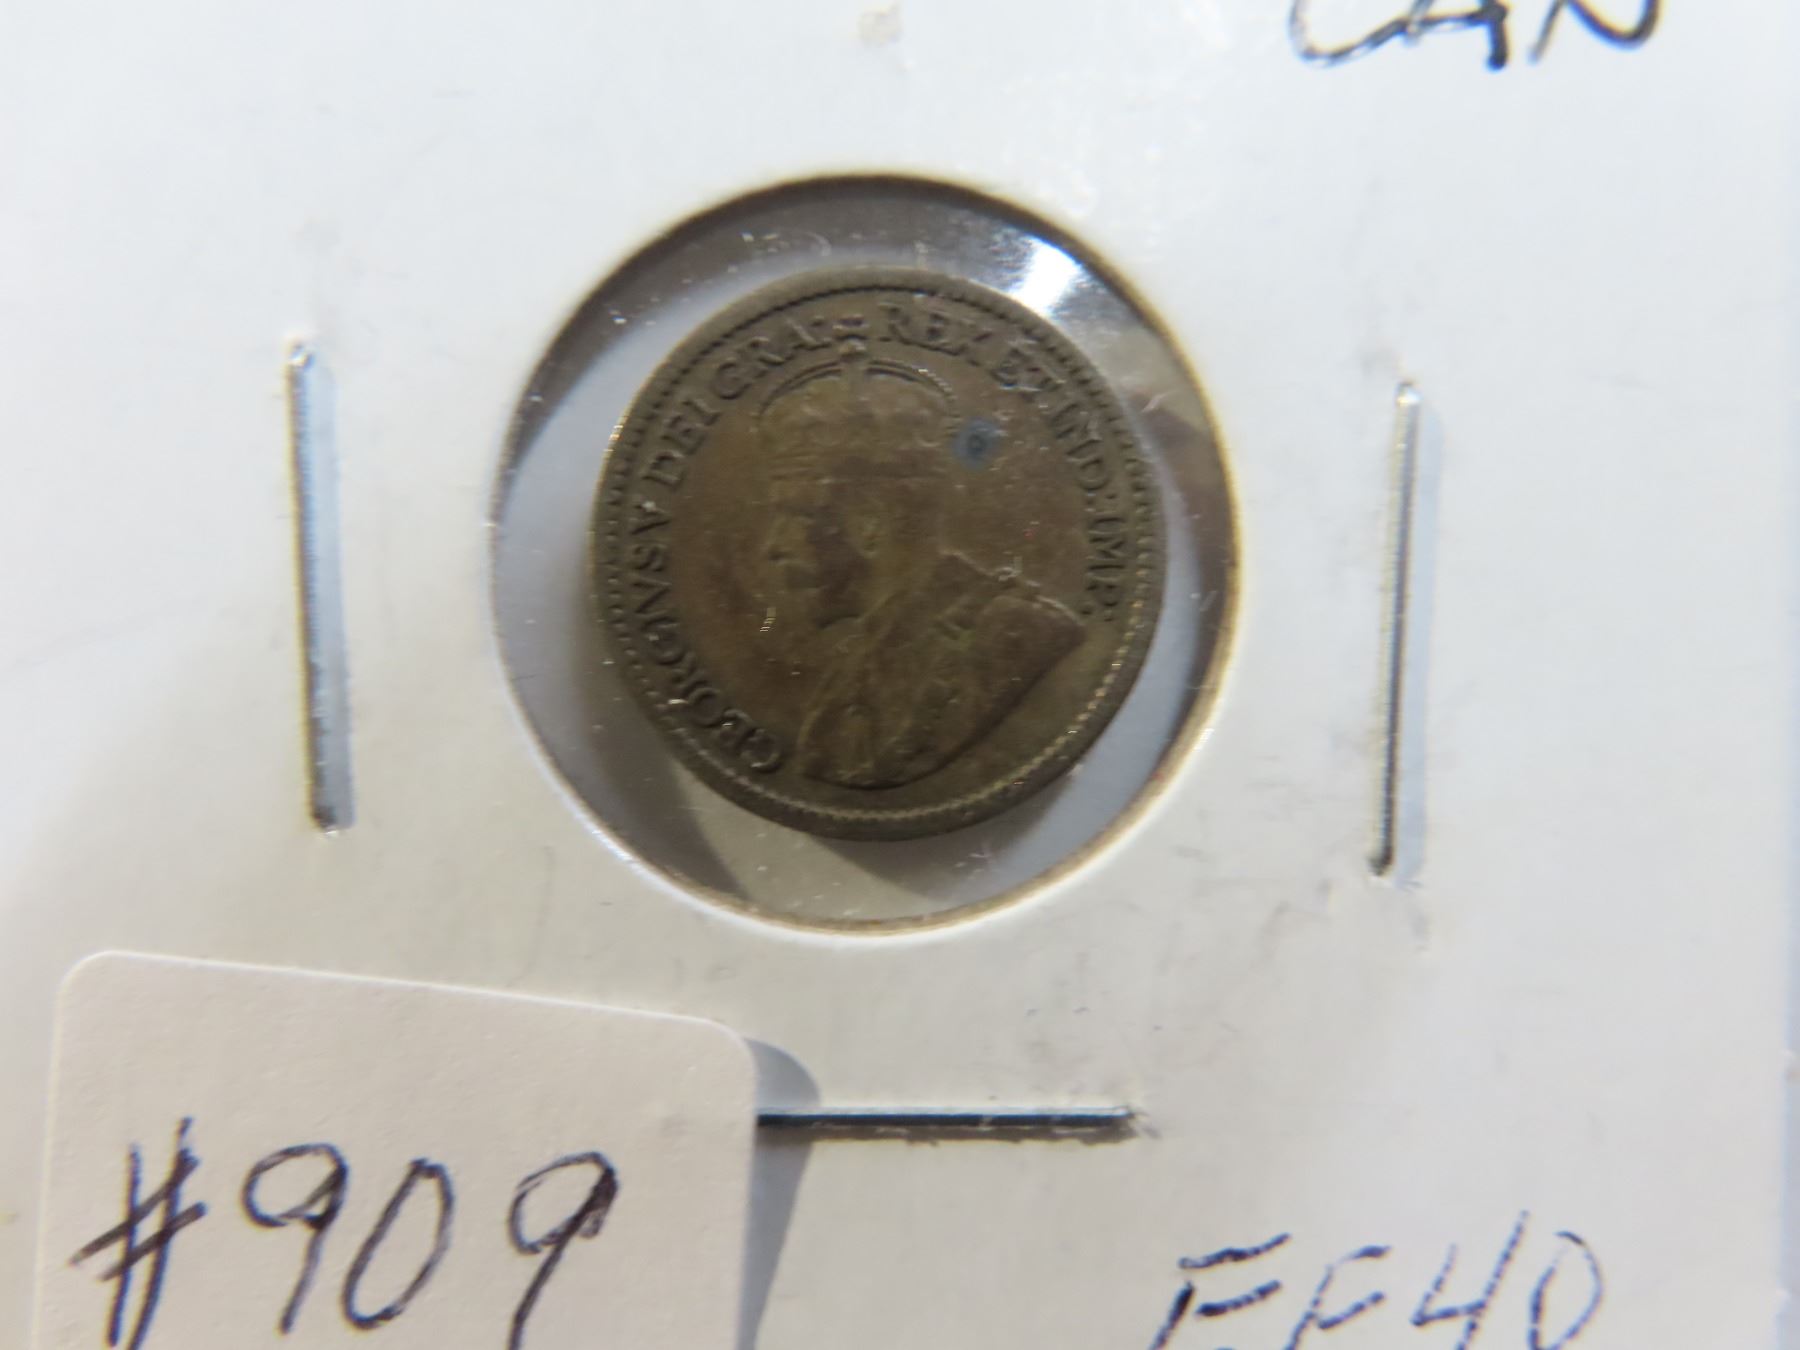 CAN
GEORGIVS V DEI GRA: REX ET IND: IMP:
#909
EF40